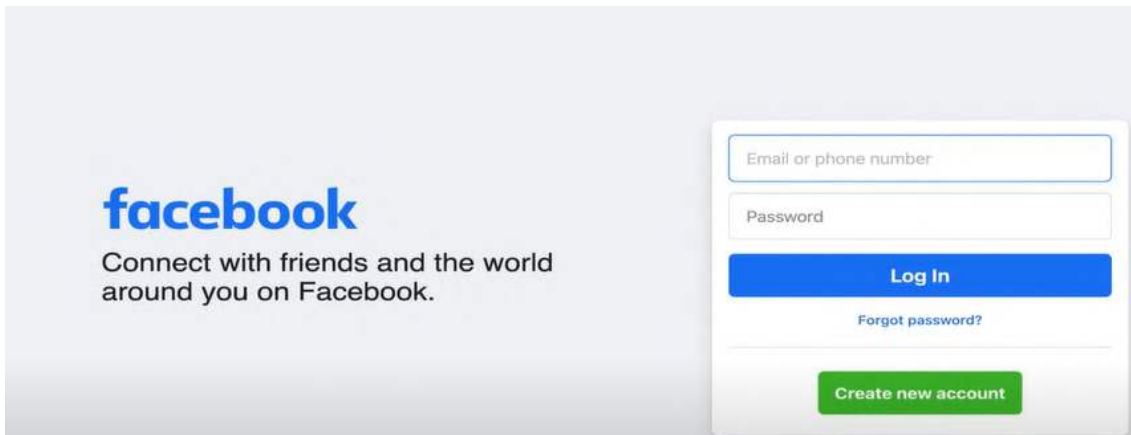 facebook
Connect with friends and the world
around you on Facebook.
Email or phone number
Password
Log In
Forgot password?
Create new account